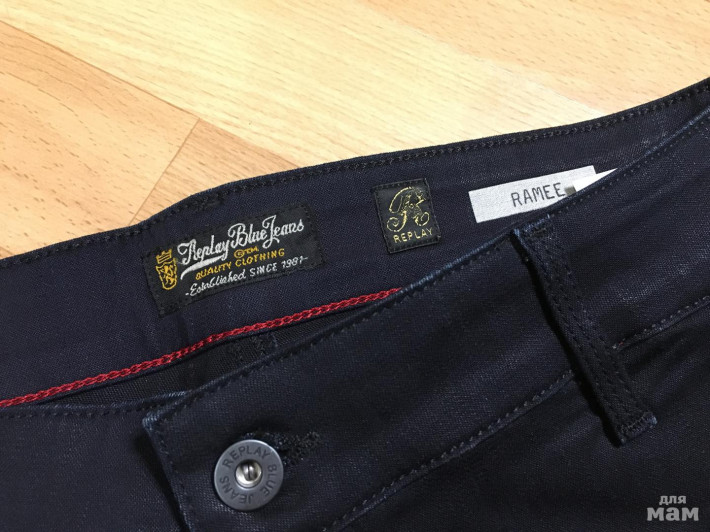 Replay Blue Jeans
QUALITY CLOTHING
-Established SINCE 1981-
R
REPLAY
RAMEE
REPLAY BLUE JEANS
для
мам